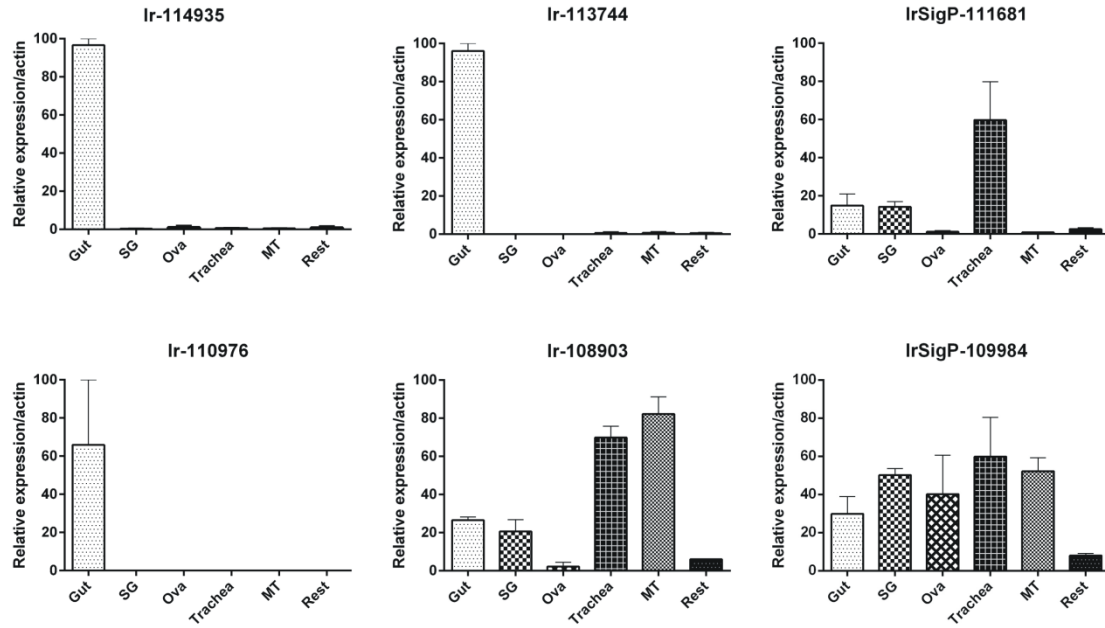 Ir-114935
Relative expression/actin
100
80
60
40
20
0
Gut
SG
Ova
Trachea
MT
Rest
Ir-113744
Relative expression/actin
100
80
60
40
20
0
Gut
SG
Ova
Trachea
MT
Rest
IrSigP-111681
Relative expression/actin
100
80
60
40
20
0
Gut
SG
Ova
Trachea
MT
Rest
Ir-110976
Relative expression/actin
100
80
60
40
20
0
Gut
SG
Ova
Trachea
MT
Rest
Ir-108903
Relative expression/actin
100
80
60
40
20
0
Gut
SG
Ova
Trachea
MT
Rest
IrSigP-109984
Relative expression/actin
100
80
60
40
20
0
Gut
SG
Ova
Trachea
MT
Rest